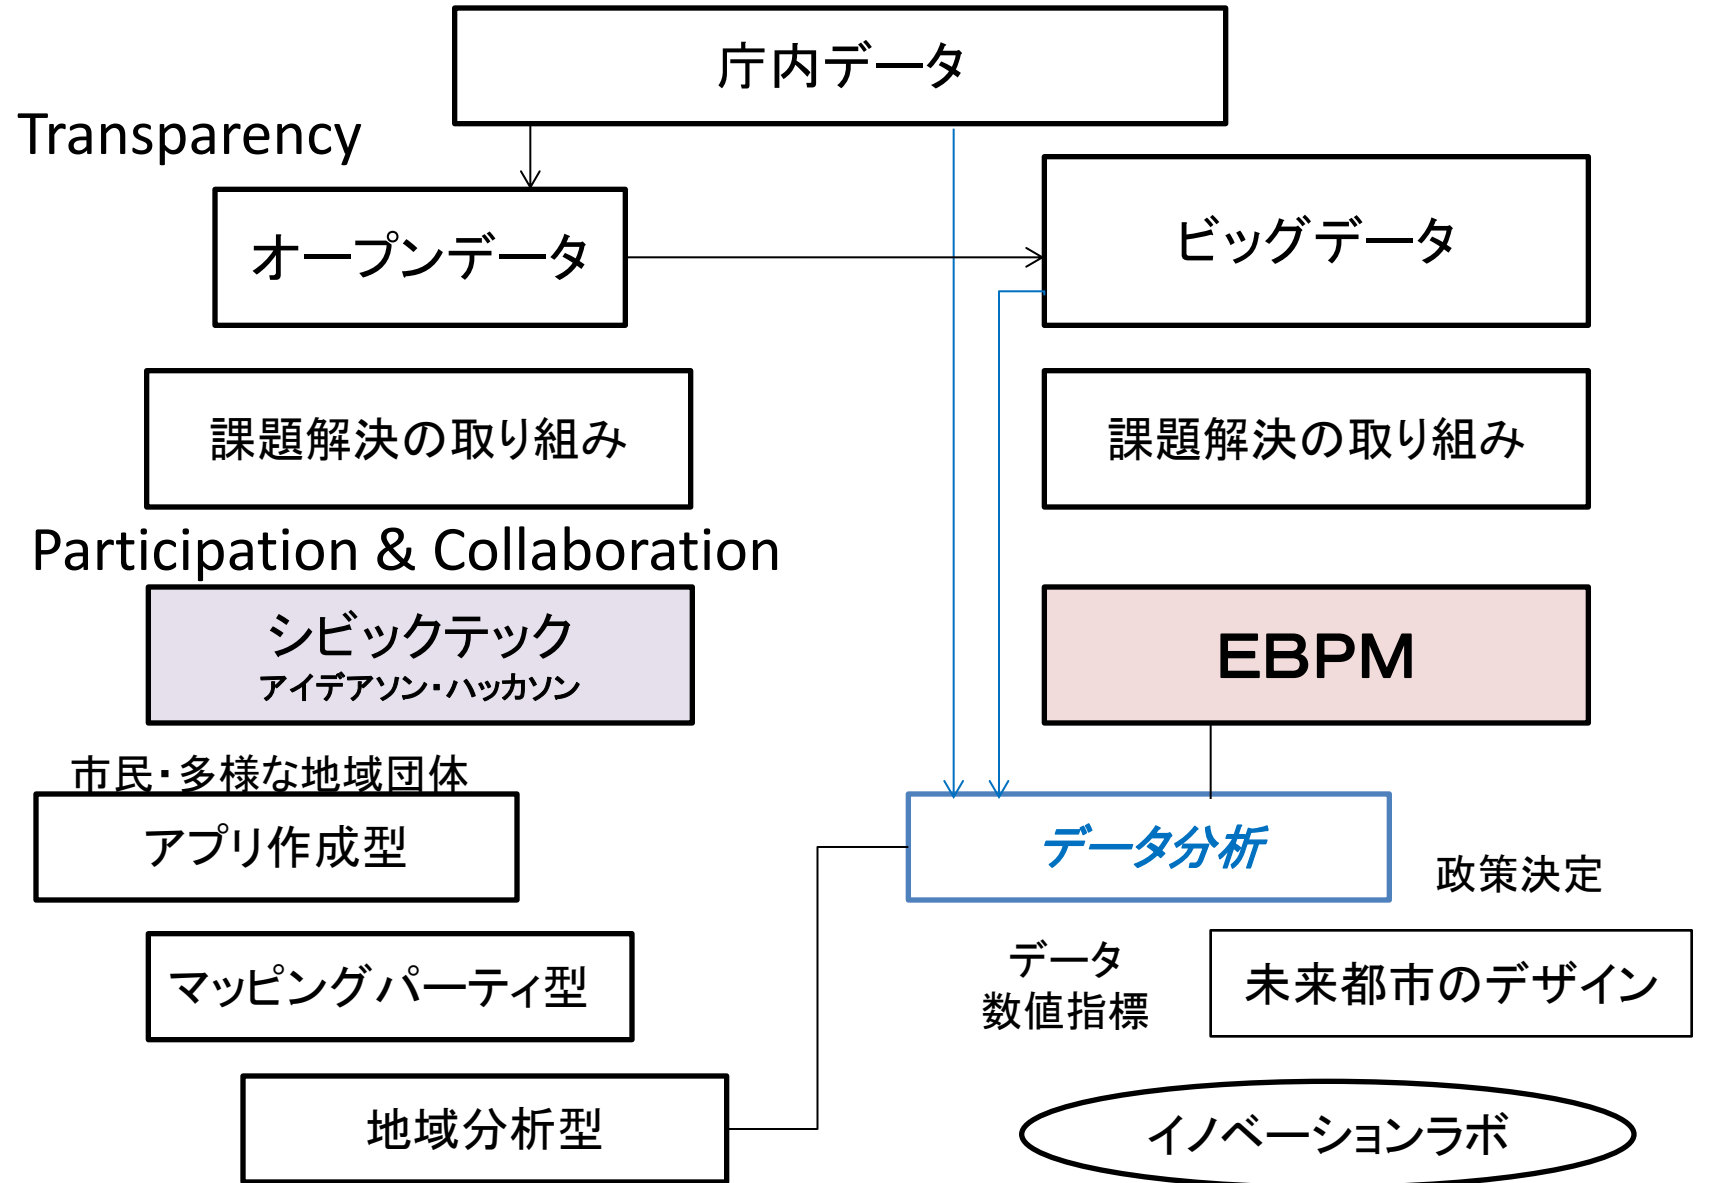 庁内データ
Transparency
オープンデータ
ビッグデータ
課題解決の取り組み
課題解決の取り組み
Participation & Collaboration
シビックテック
アイデアソン・ハッカソン
EBPM
市民・多様な地域団体
アプリ作成型
データ分析
政策決定
マッピングパーティ型
データ
数値指標
未来都市のデザイン
地域分析型
イノベーションラボ